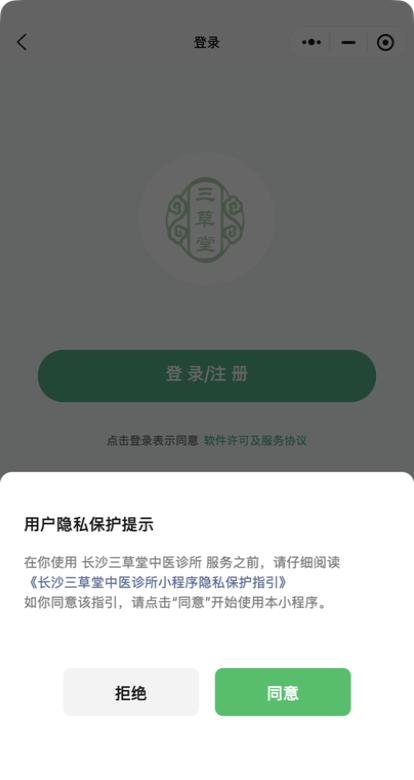 登录
三草堂
登 录/注 册
点击登录表示同意 软件许可及服务协议
用户隐私保护提示
在你使用 长沙三草堂中医诊所 服务之前，请仔细阅读
《长沙三草堂中医诊所小程序隐私保护指引》
如你同意该指引，请点击“同意”开始使用本小程序。
拒绝 同意